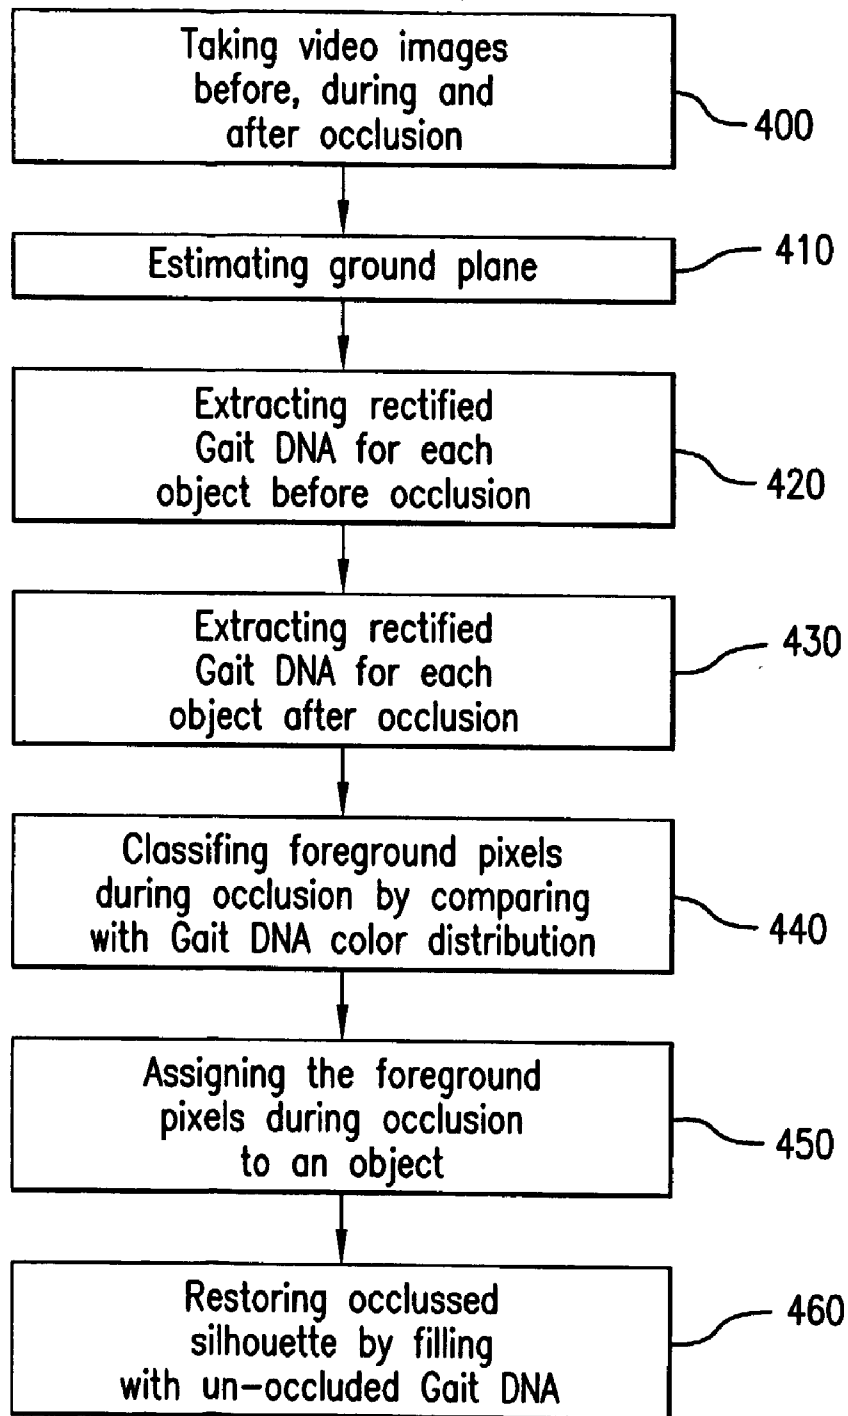 Taking video images
before, during and
after occlusion
400
Estimating ground plane
410
Extracting rectified
Gait DNA for each
object before occlusion
420
Extracting rectified
Gait DNA for each
object after occlusion
430
Classifing foreground pixels
during occlusion by comparing
with Gait DNA color distribution
440
Assigning the foreground
pixels during occlusion
to an object
450
Restoring occlussed
silhouette by filling
with un-occluded Gait DNA
460